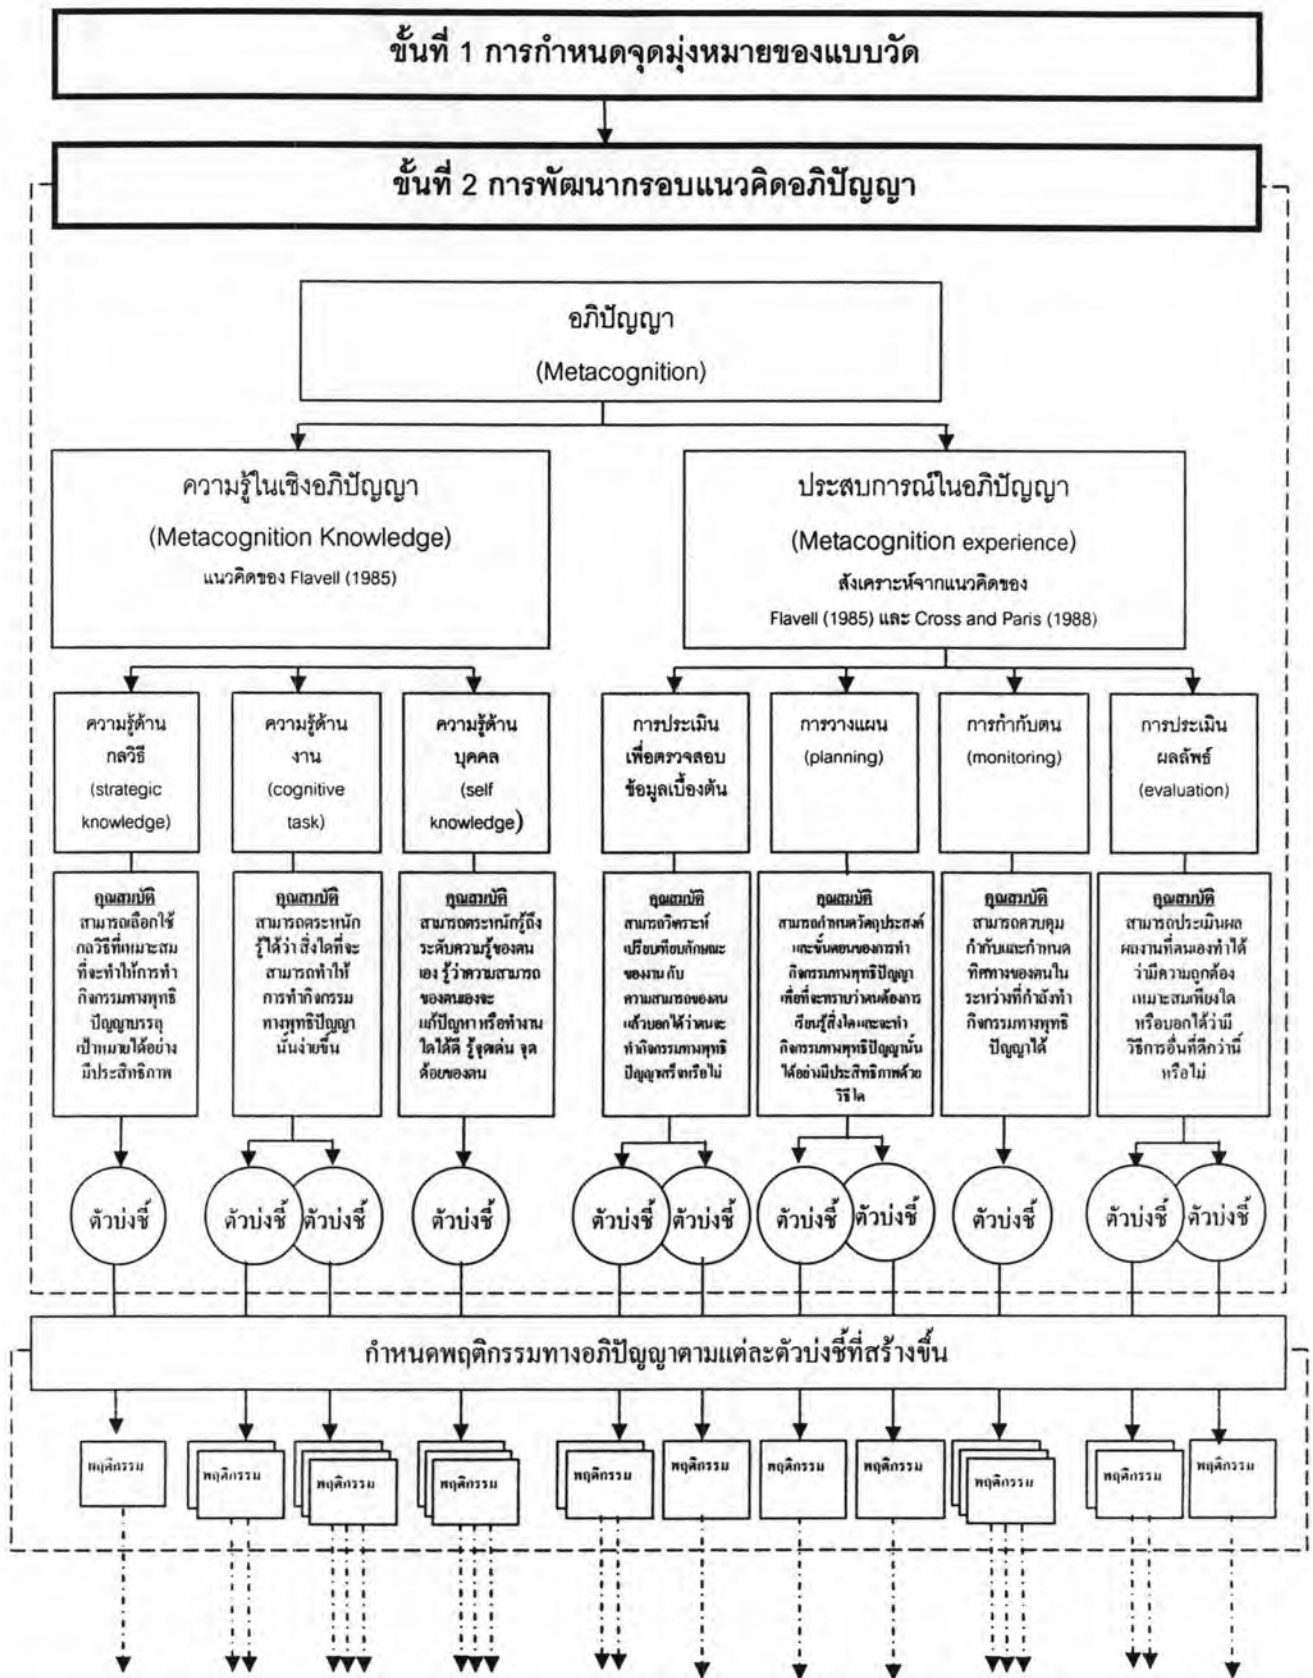 ขั้นที่ 1 การกำหนดจุดมุ่งหมายของแบบวัด
ขั้นที่ 2 การพัฒนากรอบแนวคิดอภิปัญญา
อภิปัญญา
(Metacognition)
ความรู้ในเชิงอภิปัญญา
(Metacognition Knowledge)
แนวคิดของ Flavell (1985)
ประสบการณ์ในอภิปัญญา
(Metacognition experience)
สังเคราะห์จากแนวคิดของ
Flavell (1985) และ Cross and Paris (1988)
ความรู้ด้าน
กลวิธี
(strategic
knowledge)
ความรู้ด้าน
งาน
(cognitive
task)
ความรู้ด้าน
บุคคล
(self
knowledge)
การประเมิน
เพื่อตรวจสอบ
ข้อมูลเบื้องต้น
การวางแผน
(planning)
การกำกับตน
(monitoring)
การประเมิน
ผลลัพธ์
(evaluation)
คุณสมบัติ
สามารถเลือกใช้
กลวิธีที่เหมาะสม
ที่จะทำให้การทำ
กิจกรรมทางพุทธิ
ปัญญาบรรลุ
เป้าหมายได้อย่าง
มีประสิทธิภาพ
คุณสมบัติ
สามารถตระหนัก
รู้ได้ว่า สิ่งใดที่จะ
สามารถทำให้
การทำกิจกรรม
ทางพุทธิปัญญา
นั้นง่ายขึ้น
คุณสมบัติ
สามารถตระหนักรู้ถึง
ระดับความรู้ของตน
เอง รู้ว่าความสามารถ
ของตนเองจะ
แก้ปัญหา หรือทำงาน
ใดได้ดี รู้จุดเด่น จุด
ด้อยของตน
คุณสมบัติ
สามารถวิเคราะห์
เปรียบเทียบลักษณะ
ของงาน กับ
ความสามารถของตน
แล้วบอกได้ว่าตนจะ
ทำกิจกรรมทางพุทธิ
ปัญญาเสร็จหรือไม่
คุณสมบัติ
สามารถกำหนดวัตถุประสงค์
และขั้นตอนของการทำ
กิจกรรมทางพุทธิปัญญา
เพื่อที่จะทราบว่าตนต้องการ
เรียนรู้สิ่งใดและจะทำ
กิจกรรมทางพุทธิปัญญานั้น
ได้อย่างมีประสิทธิภาพด้วย
วิธีใด
คุณสมบัติ
สามารถควบคุม
กำกับและกำหนด
ทิศทางของตนใน
ระหว่างที่กำลังทำ
กิจกรรมทางพุทธิ
ปัญญาได้
คุณสมบัติ
สามารถประเมินผล
ผลงานที่ตนเองทำได้
ว่ามีความถูกต้อง
เหมาะสมเพียงใด
หรือบอกได้ว่ามี
วิธีการอื่นที่ดีกว่านี้
หรือไม่
ตัวบ่งชี้
ตัวบ่งชี้
ตัวบ่งชี้
ตัวบ่งชี้
ตัวบ่งชี้
ตัวบ่งชี้
ตัวบ่งชี้
ตัวบ่งชี้
ตัวบ่งชี้
ตัวบ่งชี้
ตัวบ่งชี้
กำหนดพฤติกรรมทางอภิปัญญาตามแต่ละตัวบ่งชี้ที่สร้างขึ้น
พฤติกรรม
พฤติกรรม
พฤติกรรม
พฤติกรรม
พฤติกรรม
พฤติกรรม
พฤติกรรม
พฤติกรรม
พฤติกรรม
พฤติกรรม
พฤติกรรม